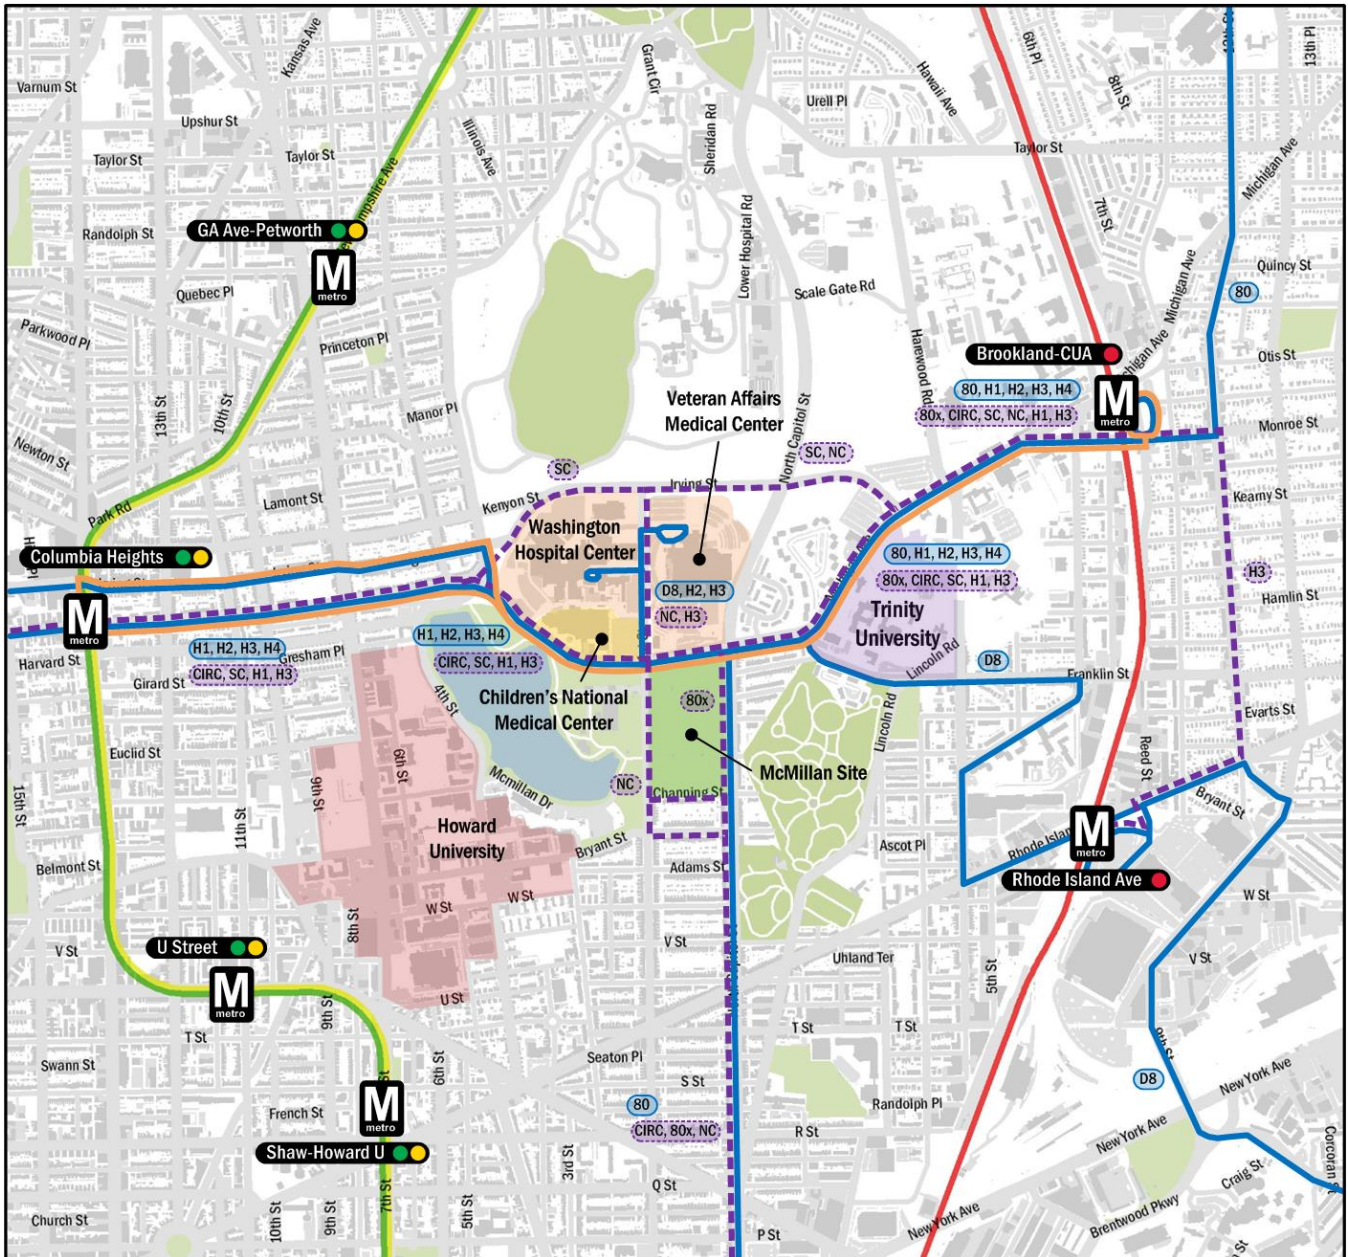 Varnum St
Kansas Ave
Grant Cir
Hawaii Ave
6th Pl
8th St
13th Pl
Upshur St
Illinois Ave
Sheridan Rd
Urell Pl
Taylor St
Taylor St
Taylor St
Michigan Ave
GA Ave-Petworth
M
metro
Randolph St
Lower Hospital Rd
7th St
Quincy St
Quebec Pl
Scale Gate Rd
Michigan Ave
80
Parkwood Pl
Princeton Pl
Harewood Rd
Brookland-CUA
Otis St
M
metro
80, H1, H2, H3, H4
80x, CIRC, SC, NC, H1, H3
13th St
10th St
Manor Pl
Veteran Affairs
Medical Center
North Capitol St
Monroe St
Newton St
SC
SC, NC
Lamont St
Kenyon St
Irving St
Kearny St
Park Rd
Washington
Hospital Center
Columbia Heights
M
metro
80, H1, H2, H3, H4
80x, CIRC, SC, H1, H3
H3
D8, H2, H3
NC, H3
Trinity
University
Hamlin St
Harvard St
H1, H2, H3, H4
CIRC, SC, H1, H3
Gresham Pl
H1, H2, H3, H4
CIRC, SC, H1, H3
Lincoln Rd
D8
Franklin St
Girard St
4th St
Children's National
Medical Center
80x
Lincoln Rd
Evarts St
Euclid St
6th St
McMillan Site
Reed St
15th St
9th St
Mcmillan Dr
NC
Channing St
Bryant St
11th St
Howard
University
Bryant St
Ascot Pl
M
metro
Rhode Island Ave
Belmont St
Adams St
W St
W St
W St
8th St
V St
V St
V St
U Street
M
metro
Uhland Ter
5th St
U St
9th St
T St
T St
T St
Swann St
6th St
Seaton Pl
S St
New York Ave
D8
French St
M
metro
Shaw-Howard U
80
CIRC, 80x, NC
Randolph Pl
R St
New York Ave
Corcoran St
3rd St
Q St
Craig St
Church St
10th St
9th St
7th St
5th St
P St
New York Ave
Brentwood Pkwy